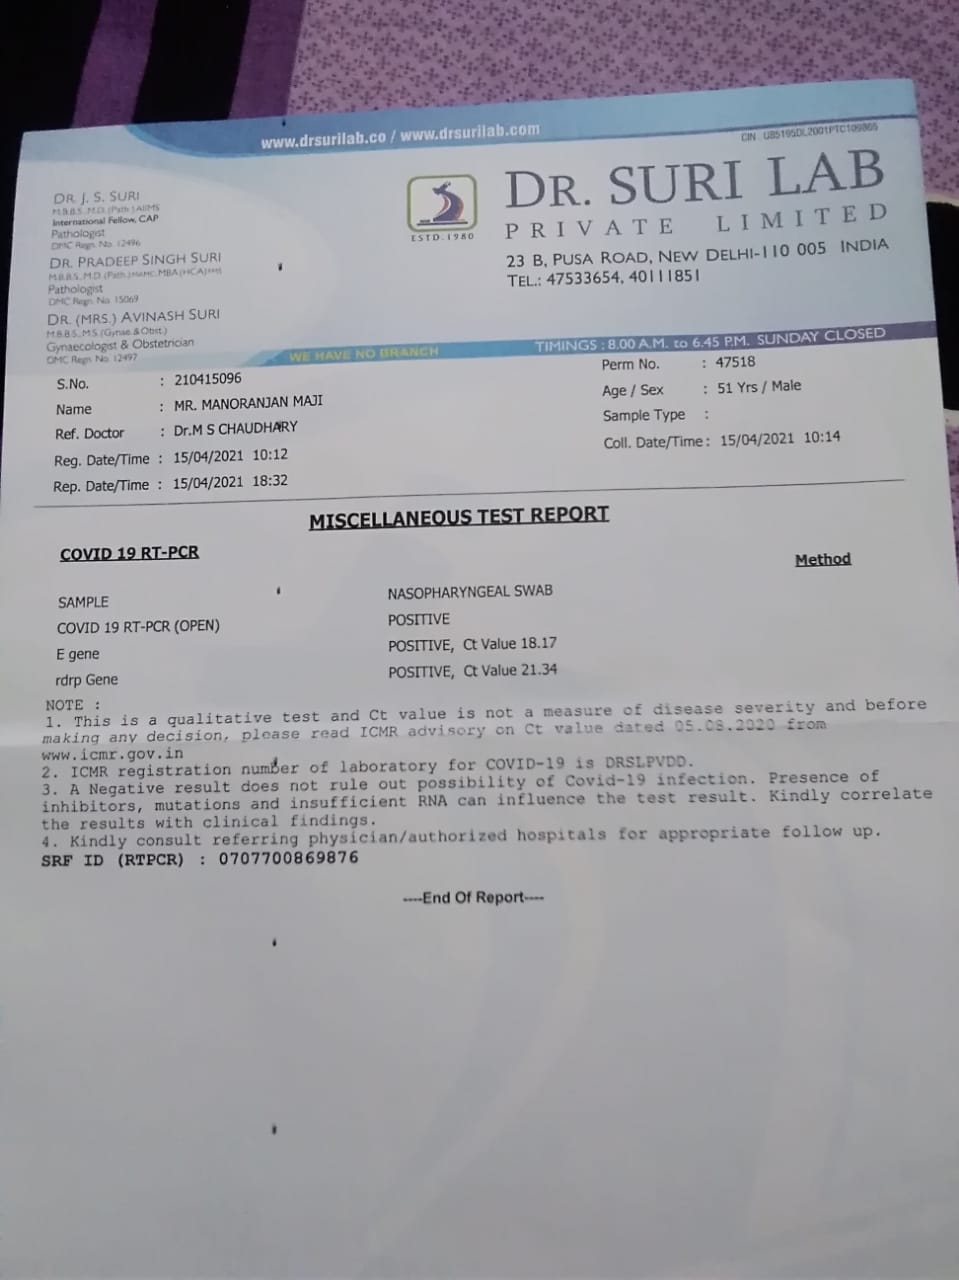 www.drsurilab.co / www.drsurilab.com
CIN U85195DL2001PTC109865
DR. J. S. SURI
M.B.B.S., M.D. (Path.) AIIMS
International Fellow, CAP
Pathologist
DMC Regn. No. 12496
DR. PRADEEP SINGH SURI
M.B.B.S., M.D. (Path.) MAMC, MBA (HCA)
Pathologist
DMC Regn. No. 15069
DR. (MRS.) AVINASH SURI
M.B.B.S., M.S. (Gynae. & Obst.)
Gynaecologist & Obstetrician
DMC Regn. No. 12497
ESTD.1980
DR. SURI LAB
PRIVATE LIMITED
23 B, PUSA ROAD, NEW DELHI-110 005 INDIA
TEL.: 47533654, 40111851
WE HAVE NO BRANCH
TIMINGS : 8.00 A.M. to 6.45 P.M. SUNDAY CLOSED
S.No. : 210415096
Perm No. : 47518
Name : MR. MANORANJAN MAJI
Age / Sex : 51 Yrs / Male
Ref. Doctor : Dr.M S CHAUDHARY
Sample Type :
Reg. Date/Time : 15/04/2021 10:12
Coll. Date/Time : 15/04/2021 10:14
Rep. Date/Time : 15/04/2021 18:32
MISCELLANEOUS TEST REPORT
COVID 19 RT-PCR
Method
SAMPLE NASOPHARYNGEAL SWAB
COVID 19 RT-PCR (OPEN) POSITIVE
E gene POSITIVE, Ct Value 18.17
rdrp Gene POSITIVE, Ct Value 21.34
NOTE :
1. This is a qualitative test and Ct value is not a measure of disease severity and before
making any decision, please read ICMR advisory on Ct value dated 05.08.2020 from
www.icmr.gov.in
2. ICMR registration number of laboratory for COVID-19 is DRSLPVDD.
3. A Negative result does not rule out possibility of Covid-19 infection. Presence of
inhibitors, mutations and insufficient RNA can influence the test result. Kindly correlate
the results with clinical findings.
4. Kindly consult referring physician/authorized hospitals for appropriate follow up.
SRF ID (RTPCR) : 0707700869876
----End Of Report----